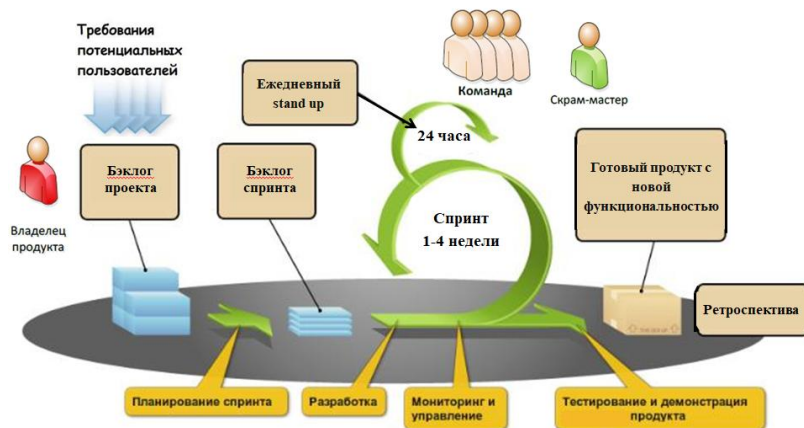 Требования
потенциальных
пользователей
Ежедневный
stand up
Команда
Скрам-мастер
24 часа
Бэклог
проекта
Бэклог
спринта
Готовый продукт с
новой
функциональностью
Владелец
продукта
Спринт
1-4 недели
Ретроспектива
Планирование спринта
Разработка
Мониторинг и
управление
Тестирование и демонстрация
продукта